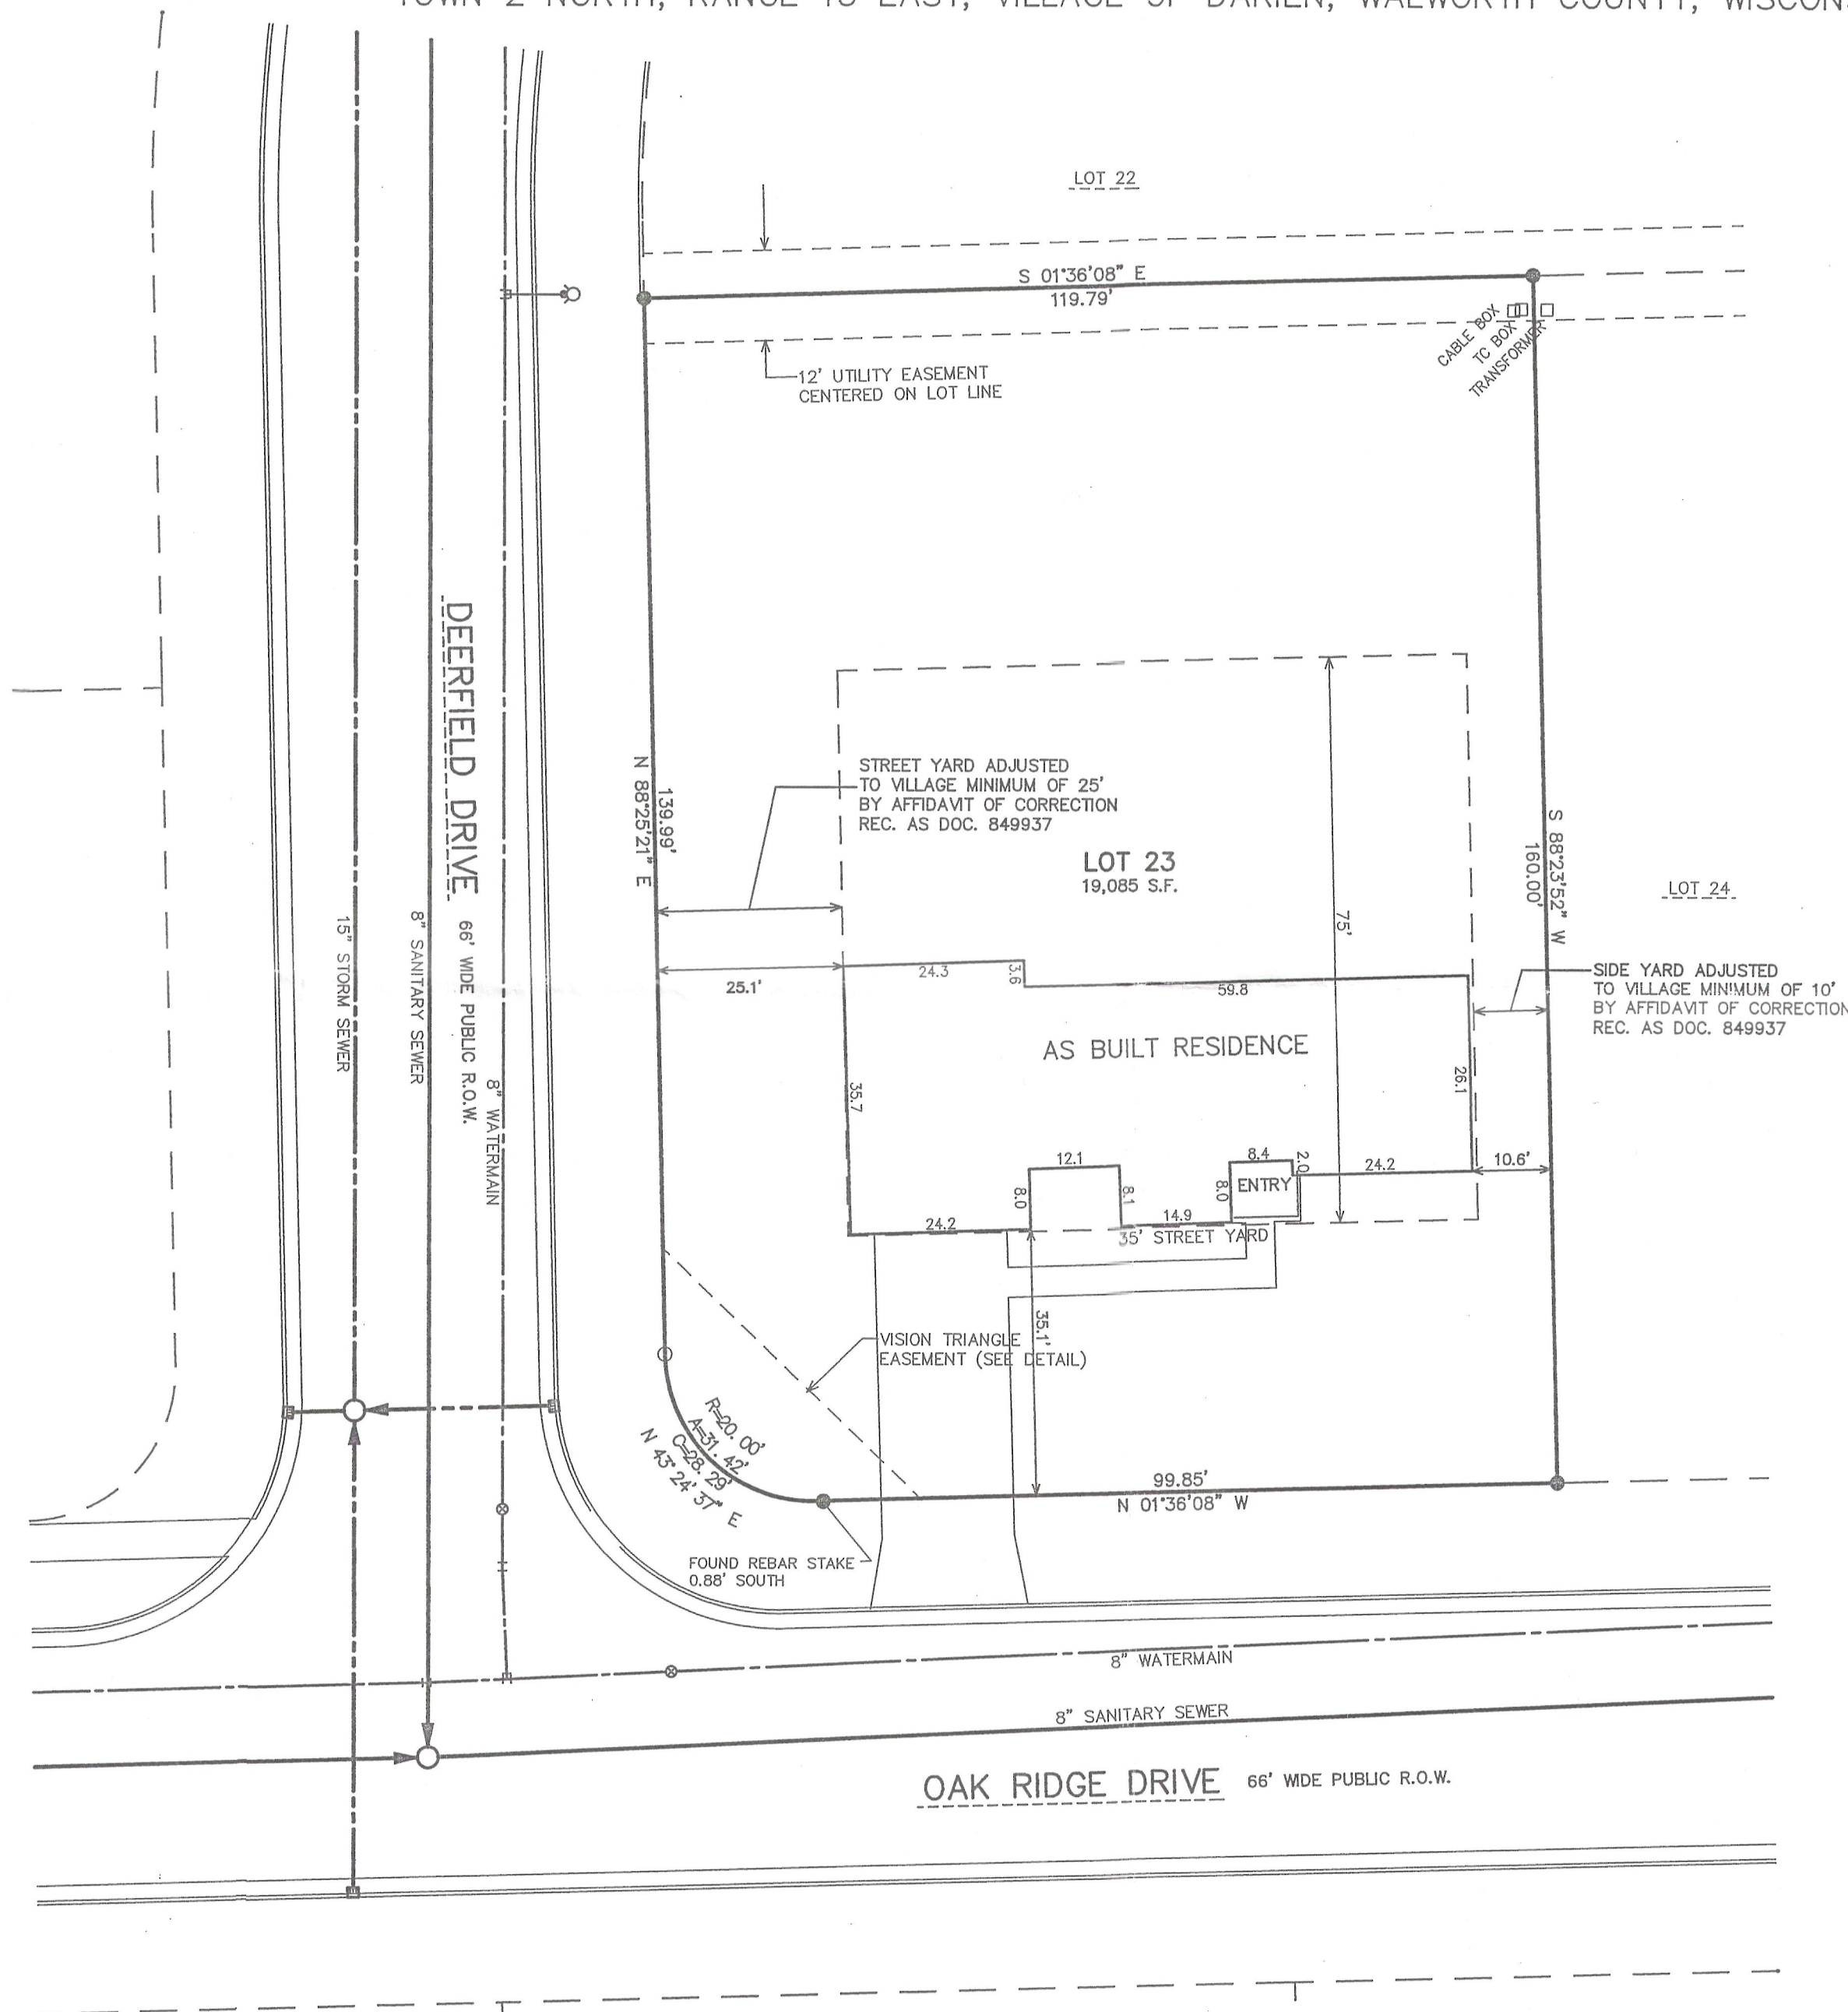 TOWN 2 NORTH, RANGE 15 EAST, VILLAGE OF DARIEN, WALWORTH COUNTY,
LOT 22
S 01°36'08" E
119.79'
CABLE BOX
TC BOX
TRANSFORMER
12' UTILITY EASEMENT
CENTERED ON LOT LINE
DEERFIELD DRIVE 66' WIDE PUBLIC R.O.W.
15" STORM SEWER
8" SANITARY SEWER
8" WATERMAIN
N 88°25'21" E
139.99'
STREET YARD ADJUSTED
TO VILLAGE MINIMUM OF 25'
BY AFFIDAVIT OF CORRECTION
REC. AS DOC. 849937
LOT 23
19,085 S.F.
75'
S 88°23'52" W
160.00'
LOT 24
SIDE YARD ADJUSTED
TO VILLAGE MINIMUM OF 10'
BY AFFIDAVIT OF CORRECTION
REC. AS DOC. 849937
25.1'
24.3
3.6
59.8
AS BUILT RESIDENCE
35.7
26.1
12.1
8.0
8.1
8.0
8.4
2.0
ENTRY
24.2
10.6'
24.2
14.9
35' STREET YARD
35.1'
VISION TRIANGLE
EASEMENT (SEE DETAIL)
R=20.00'
A=31.42'
C=28.29'
N 43°24'37" E
99.85'
N 01°36'08" W
FOUND REBAR STAKE
0.88' SOUTH
8" WATERMAIN
8" SANITARY SEWER
OAK RIDGE DRIVE 66' WIDE PUBLIC R.O.W.